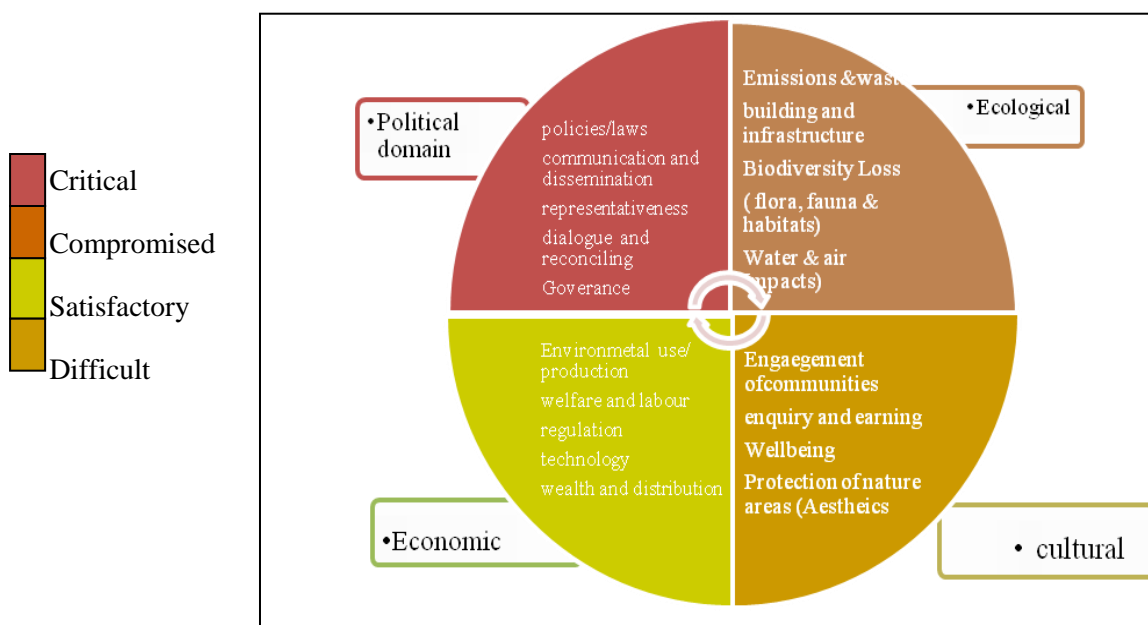 Critical
Compromised
Satisfactory
Difficult
•Political
domain
policies/laws
communication and
dissemination
representativeness
dialogue and
reconciling
Goverance
•Ecological
Emissions &waste
building and
infrastructure
Biodiversity Loss
( flora, fauna &
habitats)
Water & air
impacts)
Environmetal use/
production
welfare and labour
regulation
technology
wealth and distribution
•Economic
Engaegement
ofcommunities
enquiry and earning
Wellbeing
Protection of nature
areas (Aestheics
• cultural